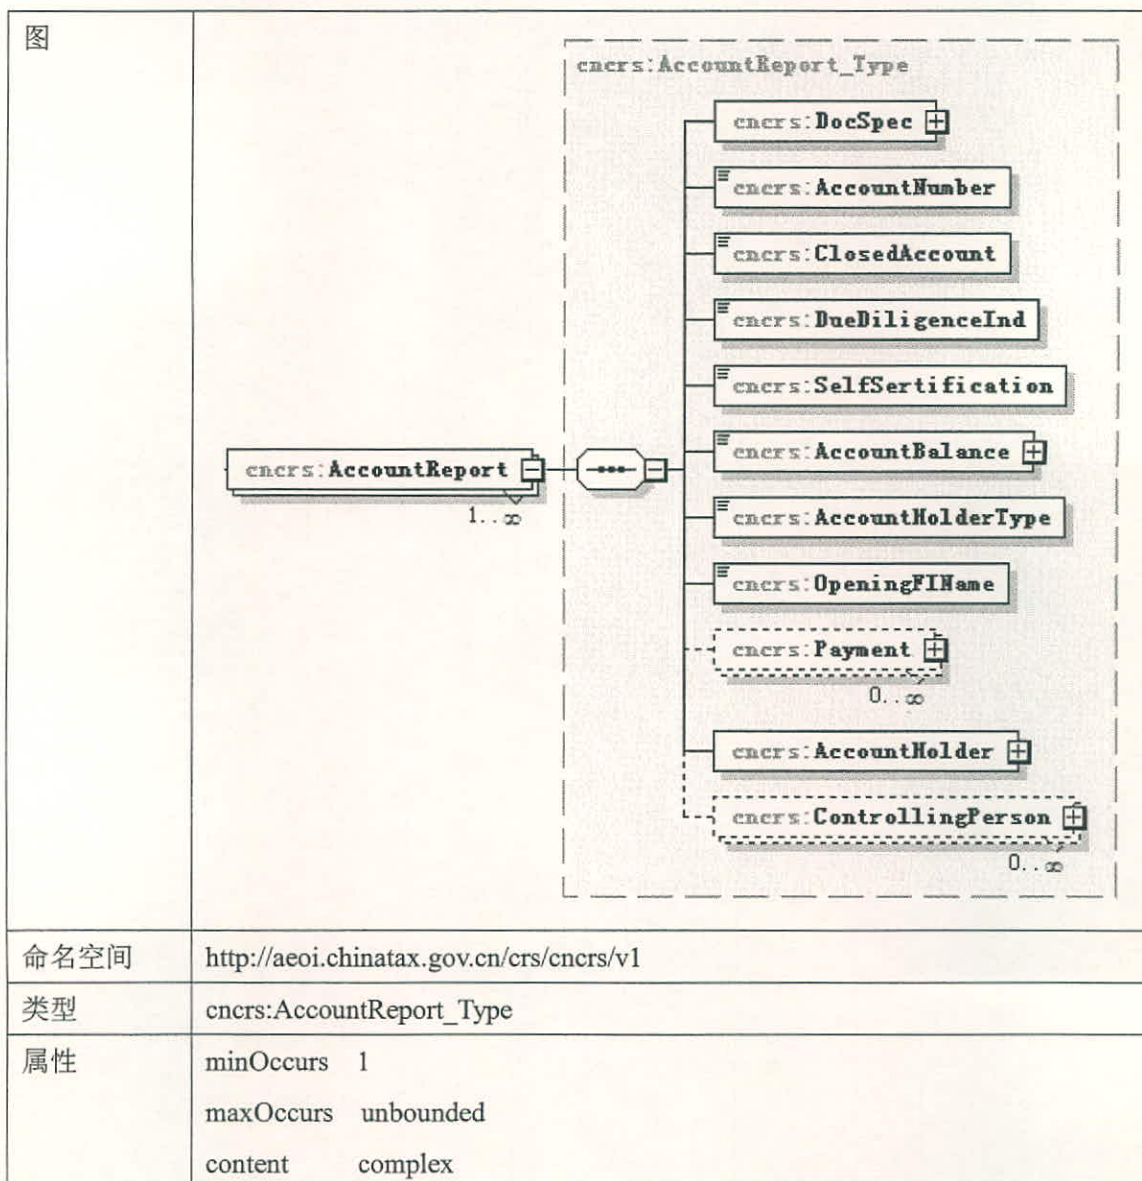 图
cncrs:AccountReport_Type
cncrs:DocSpec
cncrs:AccountNumber
cncrs:ClosedAccount
cncrs:DueDiligenceInd
cncrs:SelfSertification
cncrs:AccountReport
1..∞
cncrs:AccountBalance
cncrs:AccountHolderType
cncrs:OpeningFIName
cncrs:Payment
0..∞
cncrs:AccountHolder
cncrs:ControllingPerson
0..∞
命名空间 http://aeoi.chinatax.gov.cn/crs/cncrs/v1
类型 cncrs:AccountReport_Type
属性 minOccurs 1
maxOccurs unbounded
content complex